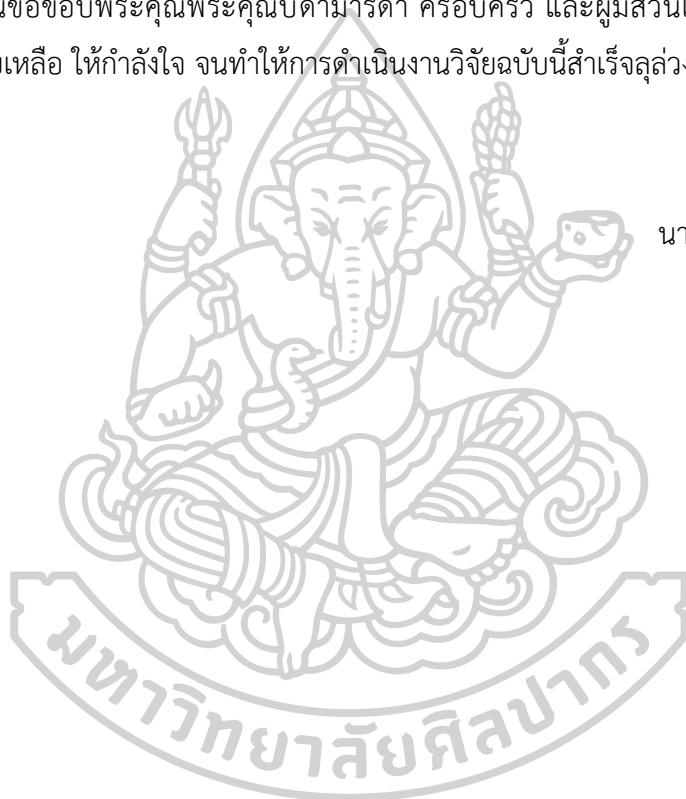 นขอขอบพระคุณพระคุณบิดามารดา ครอบครัว และผู้มีส่วน
เหลือ ให้กำลังใจ จนทำให้การดำเนินงานวิจัยฉบับนี้สำเร็จลุล่วง
นา
มหาวิทยาลัยศิลปากร